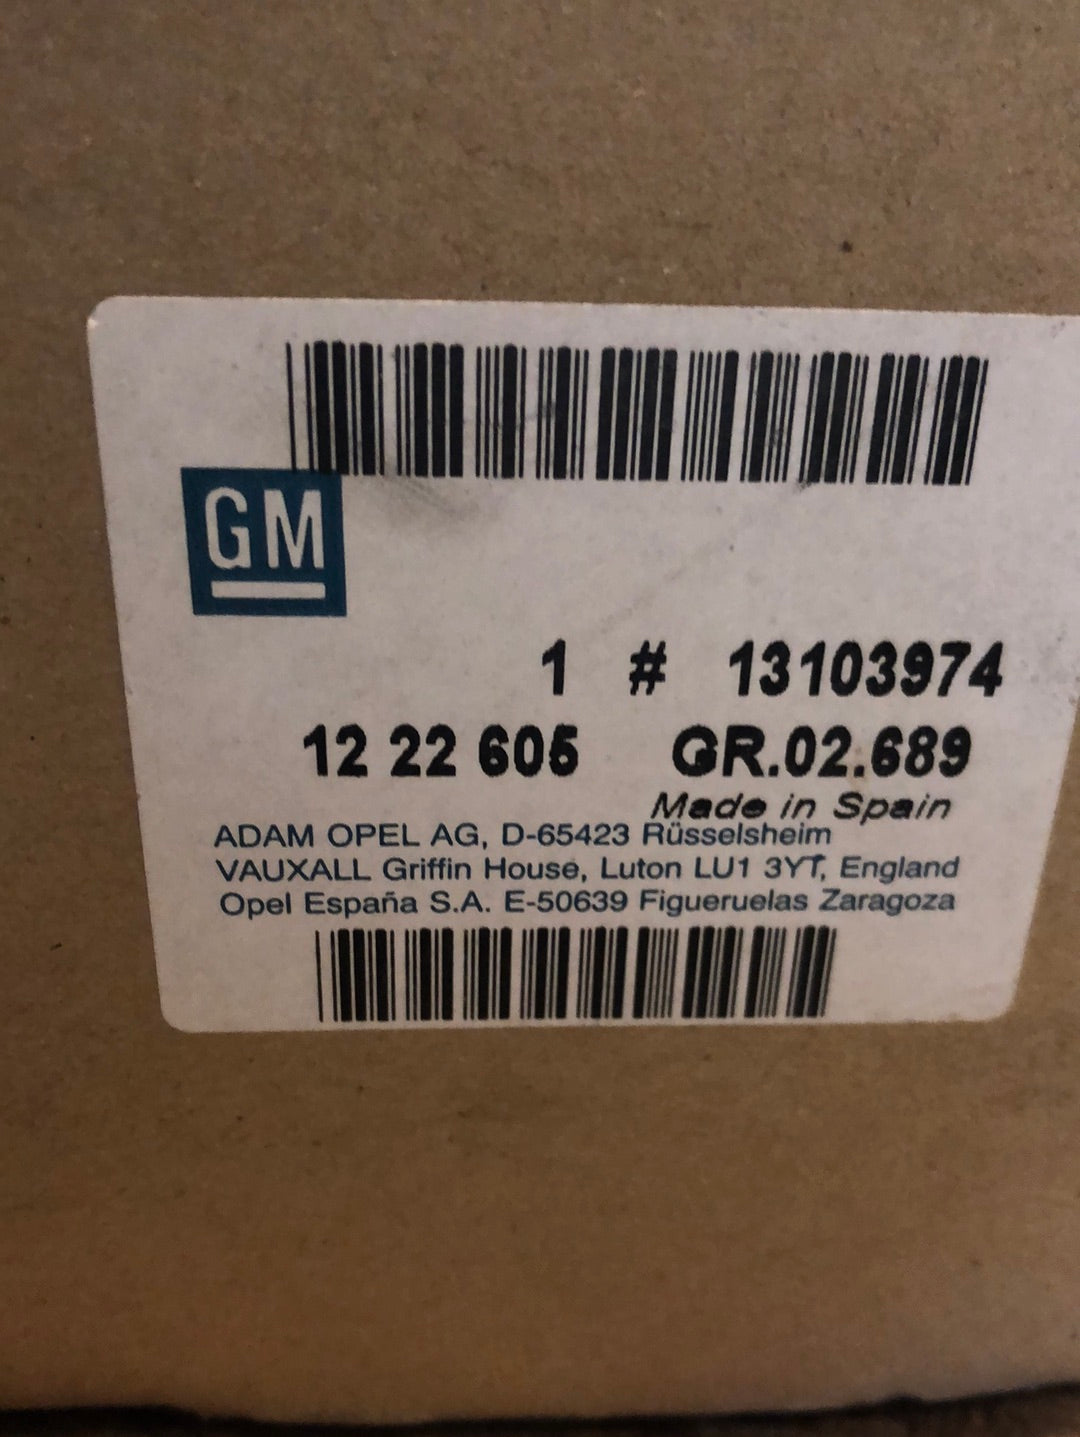 GM
1 # 13103974
12 22 605 GR.02.689
Made in Spain
ADAM OPEL AG, D-65423 Rüsselsheim
VAUXALL Griffin House, Luton LU1 3YT, England
Opel España S.A. E-50639 Figueruelas Zaragoza